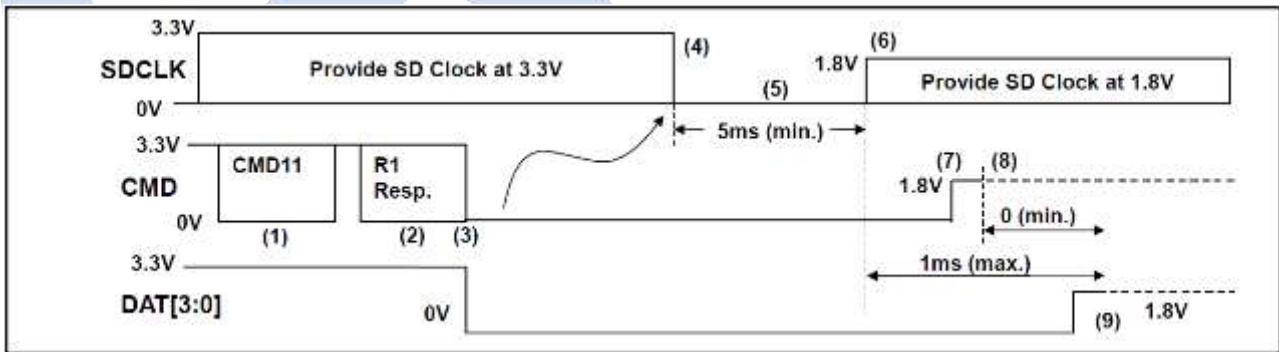 3.3V
SDCLK
Provide SD Clock at 3.3V
0V
(4)
(5)
1.8V
(6)
Provide SD Clock at 1.8V
5ms (min.)
3.3V
CMD
CMD11
R1
Resp.
0V
(1)
(2)
(3)
1.8V
(7)
(8)
0 (min.)
1ms (max.)
3.3V
DAT[3:0]
0V
(9)
1.8V